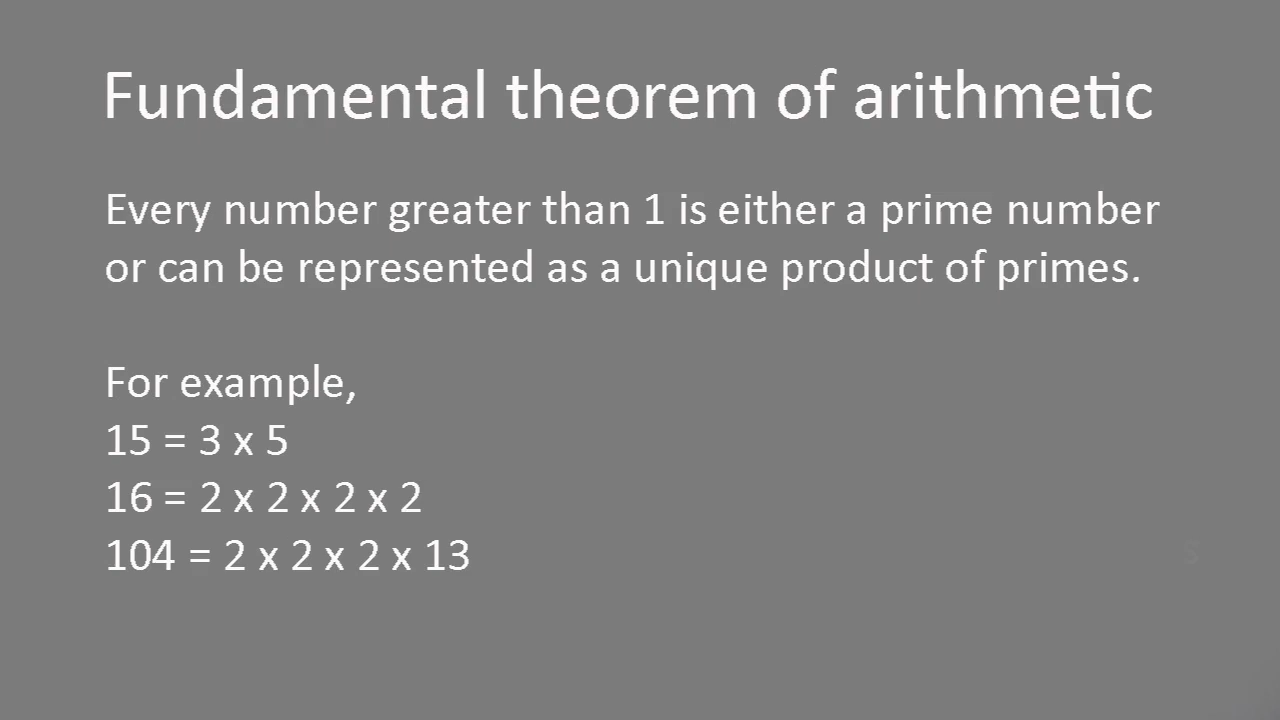 Fundamental theorem of arithmetic
Every number greater than 1 is either a prime number
or can be represented as a unique product of primes.
For example,
15 = 3 x 5
16 = 2 x 2 x 2 x 2
104 = 2 x 2 x 2 x 13